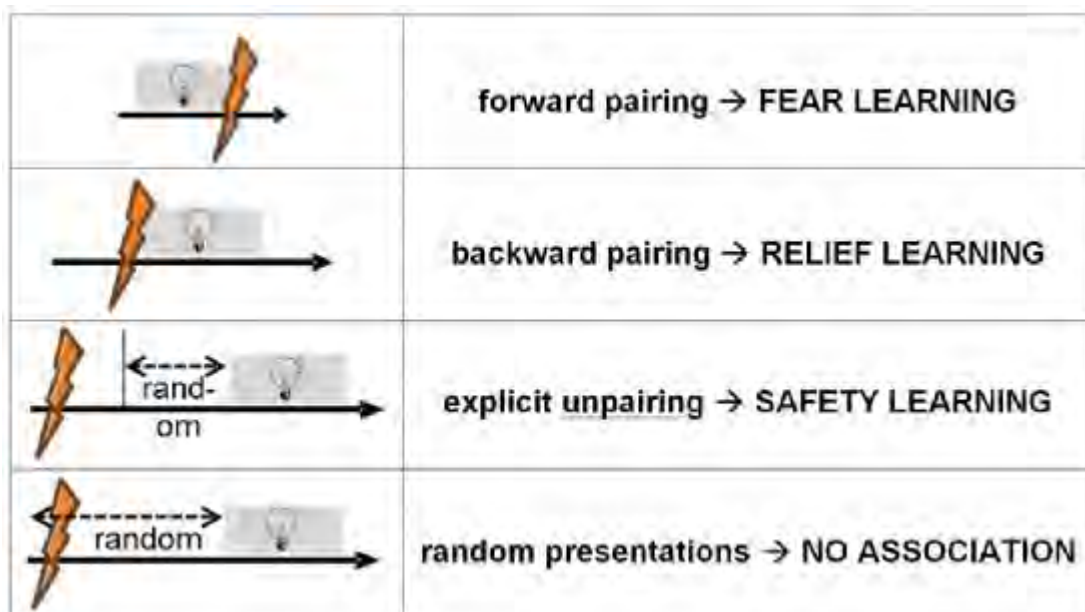 forward pairing → FEAR LEARNING
backward pairing → RELIEF LEARNING
rand-
om
explicit unpairing → SAFETY LEARNING
random
random presentations → NO ASSOCIATION